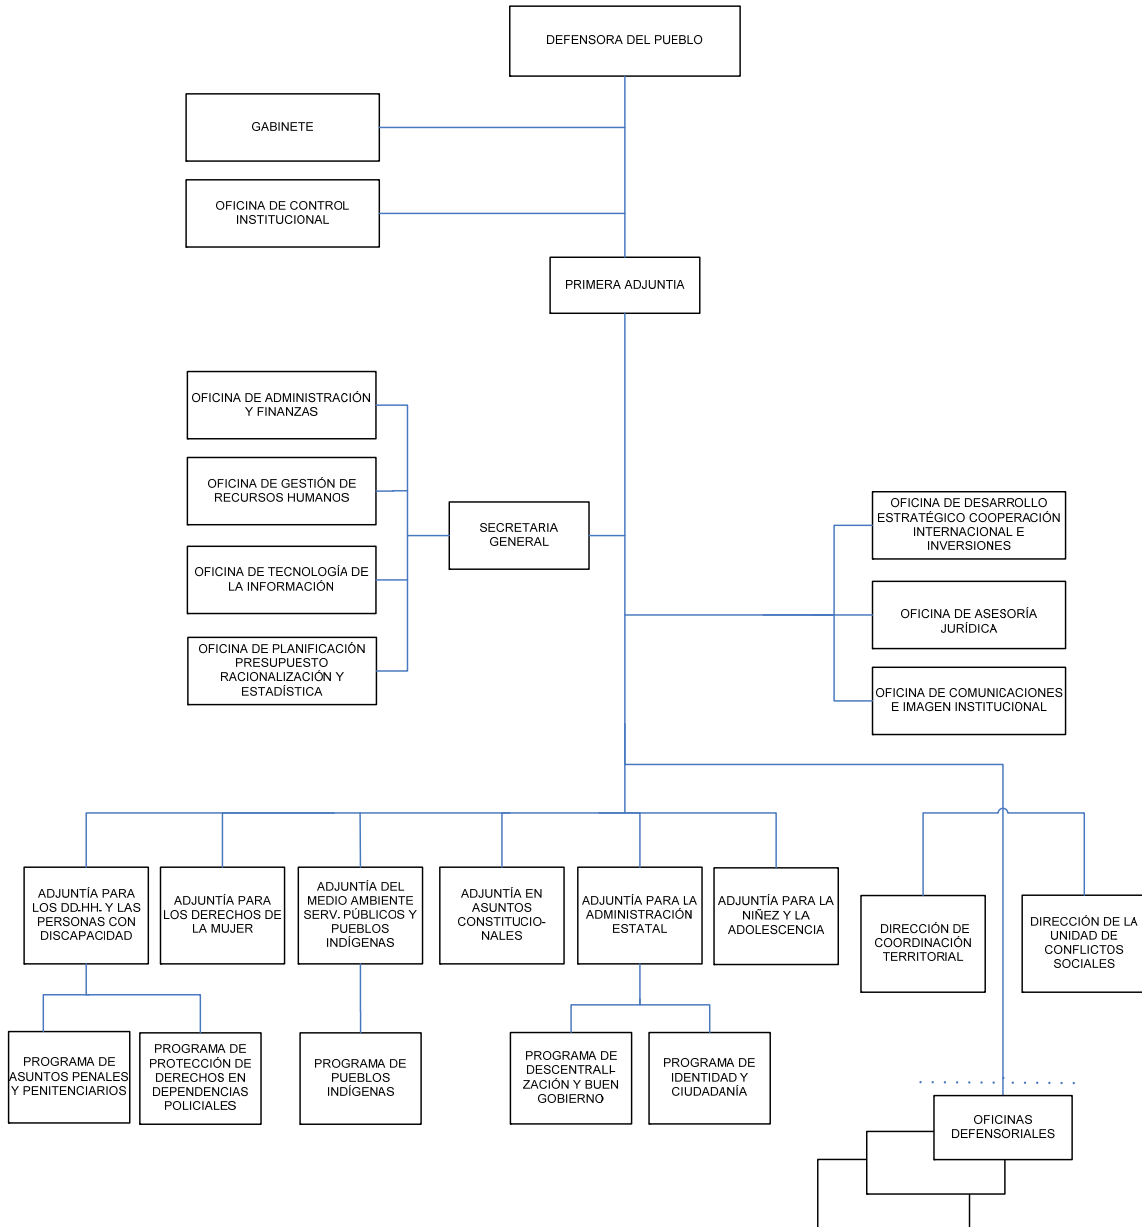 DEFENSORA DEL PUEBLO
GABINETE
OFICINA DE CONTROL
INSTITUCIONAL
PRIMERA ADJUNTIA
OFICINA DE ADMINISTRACIÓN
Y FINANZAS
OFICINA DE GESTIÓN DE
RECURSOS HUMANOS
OFICINA DE TECNOLOGÍA DE
LA INFORMACIÓN
OFICINA DE PLANIFICACIÓN
PRESUPUESTO
RACIONALIZACIÓN Y
ESTADÍSTICA
SECRETARIA
GENERAL
OFICINA DE DESARROLLO
ESTRATÉGICO COOPERACIÓN
INTERNACIONAL E
INVERSIONES
OFICINA DE ASESORÍA
JURÍDICA
OFICINA DE COMUNICACIONES
E IMAGEN INSTITUCIONAL
ADJUNTÍA PARA
LOS DD.HH. Y LAS
PERSONAS CON
DISCAPACIDAD
ADJUNTÍA PARA
LOS DERECHOS DE
LA MUJER
ADJUNTÍA DEL
MEDIO AMBIENTE
SERV. PÚBLICOS Y
PUEBLOS
INDÍGENAS
ADJUNTÍA EN
ASUNTOS
CONSTITUCIO-
NALES
ADJUNTÍA PARA LA
ADMINISTRACIÓN
ESTATAL
ADJUNTÍA PARA LA
NIÑEZ Y LA
ADOLESCENCIA
DIRECCIÓN DE
COORDINACIÓN
TERRITORIAL
DIRECCIÓN DE LA
UNIDAD DE
CONFLICTOS
SOCIALES
PROGRAMA DE
ASUNTOS PENALES
Y PENITENCIARIOS
PROGRAMA DE
PROTECCIÓN DE
DERECHOS EN
DEPENDENCIAS
POLICIALES
PROGRAMA DE
PUEBLOS
INDÍGENAS
PROGRAMA DE
DESCENTRALI-
ZACIÓN Y BUEN
GOBIERNO
PROGRAMA DE
IDENTIDAD Y
CIUDADANÍA
OFICINAS
DEFENSORIALES